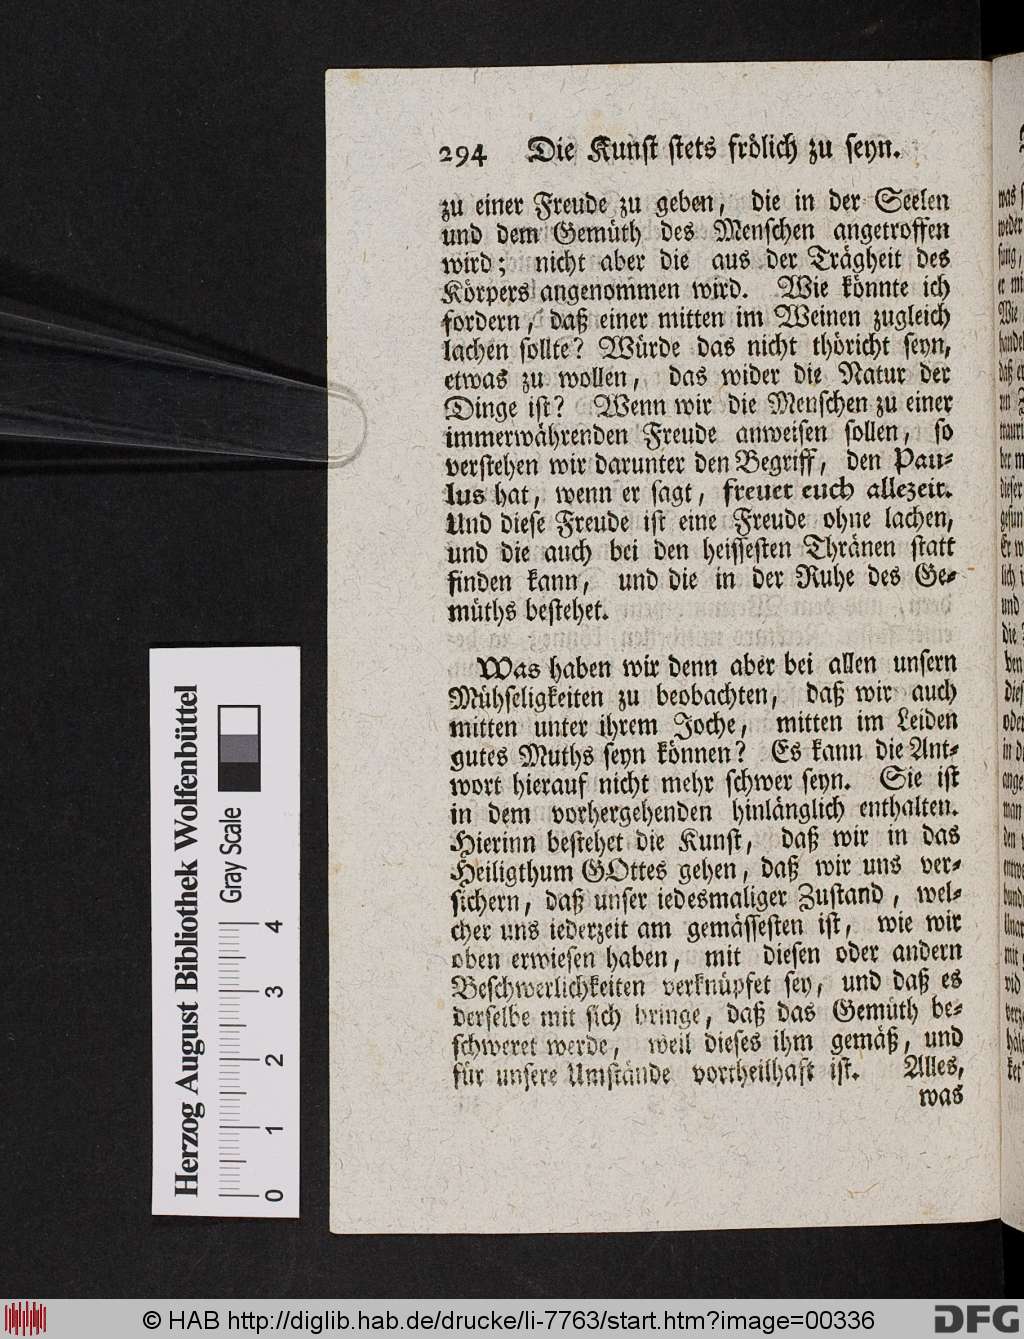 294 Die Kunst stets frölich zu seyn.
zu einer Freude zu geben, die in der Seelen
und dem Gemüth des Menschen angetroffen
wird; nicht aber die aus der Trägheit des
Körpers angenommen wird. Wie könnte ich
fordern, daß einer mitten im Weinen zugleich
lachen sollte? Würde das nicht thöricht seyn,
etwas zu wollen, das wider die Natur der
Dinge ist? Wenn wir die Menschen zu einer
immerwährenden Freude anweisen sollen, so
verstehen wir darunter den Begriff, den Pau-
lus hat, wenn er sagt, freuet euch allezeit.
Und diese Freude ist eine Freude ohne lachen,
und die auch bei den heissesten Thränen statt
finden kann, und die in der Ruhe des Ge-
müths bestehet.
Was haben wir denn aber bei allen unsern
Mühseligkeiten zu beobachten, daß wir auch
mitten unter ihrem Joche, mitten im Leiden
gutes Muths seyn können? Es kann die Ant-
wort hierauf nicht mehr schwer seyn. Sie ist
in dem vorhergehenden hinlänglich enthalten.
Hierinn bestehet die Kunst, daß wir in das
Heiligthum GOttes gehen, daß wir uns ver-
sichern, daß unser iedesmaliger Zustand, wel-
cher uns iederzeit am gemässesten ist, wie wir
oben erwiesen haben, mit diesen oder andern
Beschwerlichkeiten verknüpfet sey, und daß es
derselbe mit sich bringe, daß das Gemüth be-
schweret werde, weil dieses ihm gemäß, und
für unsere Umstände vortheilhaft ist. Alles,
was
Herzog August Bibliothek Wolfenbüttel
Gray Scale
0 1 2 3 4
© HAB http://diglib.hab.de/drucke/li-7763/start.htm?image=00336
DFG